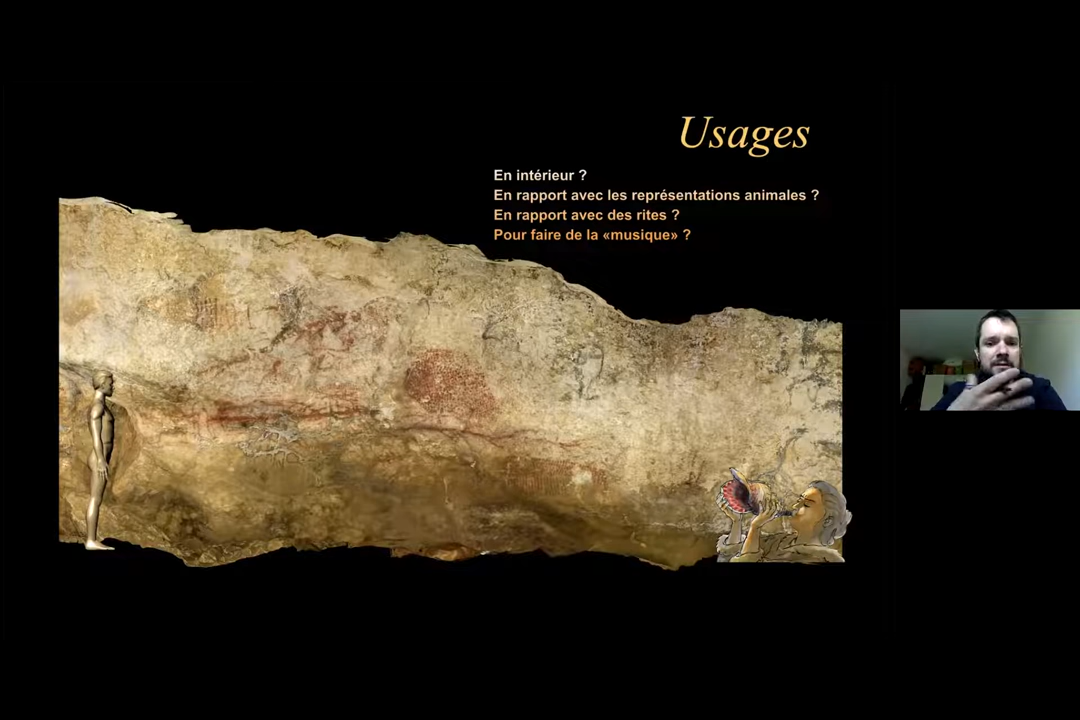 Usages
En intérieur ?
En rapport avec les représentations animales ?
En rapport avec des rites ?
Pour faire de la «musique» ?